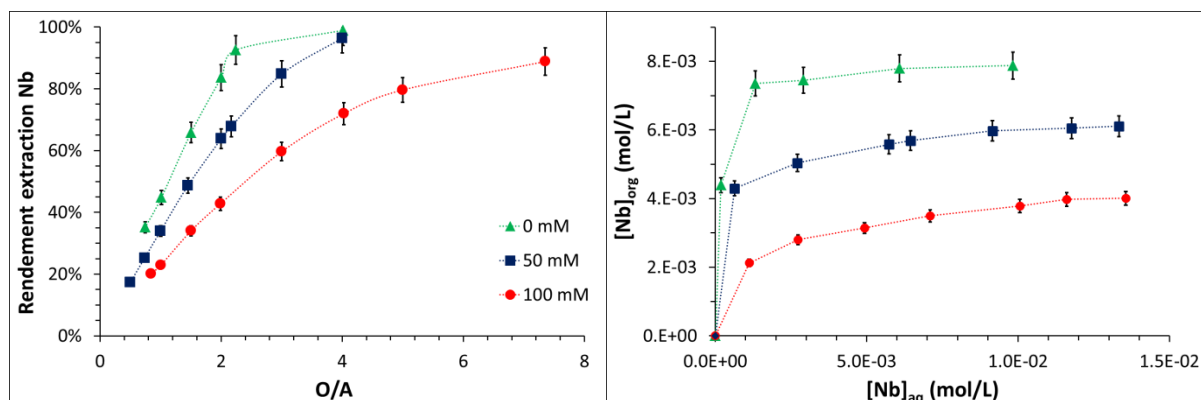 Rendement extraction Nb
100%
80%
60%
40%
20%
0%
0 mM
50 mM
100 mM
0 2 4 6 8
O/A
[Nb]org (mol/L)
8.E-03
6.E-03
4.E-03
2.E-03
0.E+00
0.0E+00 5.0E-03 1.0E-02 1.5E-02
[Nb]aq (mol/L)